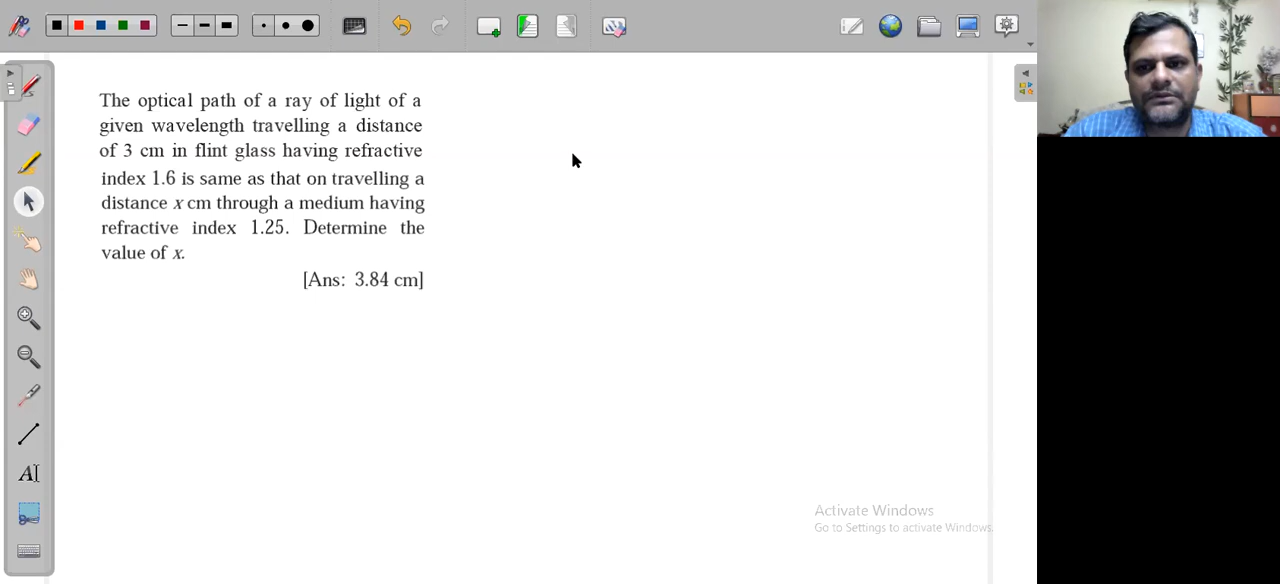 The optical path of a ray of light of a
given wavelength travelling a distance
of 3 cm in flint glass having refractive
index 1.6 is same as that on travelling a
distance x cm through a medium having
refractive index 1.25. Determine the
value of x.
[Ans: 3.84 cm]
A
Activate Windows
Go to Settings to activate Windows.